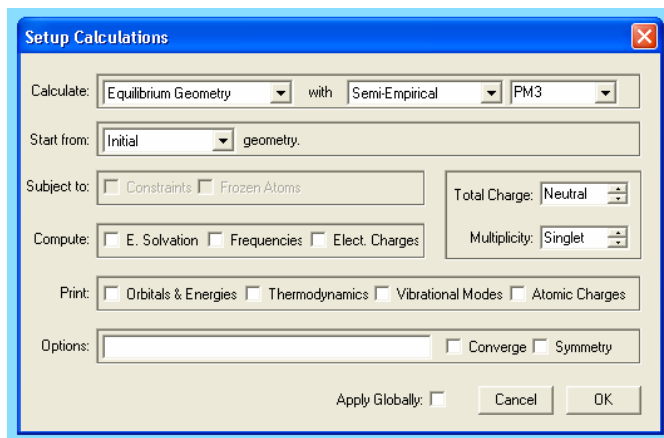 Setup Calculations
Calculate: Equilibrium Geometry with Semi-Empirical PM3
Start from: Initial geometry.
Subject to: Constraints Frozen Atoms
Total Charge: Neutral
Compute: E. Solvation Frequencies Elect. Charges
Multiplicity: Singlet
Print: Orbitals & Energies Thermodynamics Vibrational Modes Atomic Charges
Options: Converge Symmetry
Apply Globally: Cancel OK